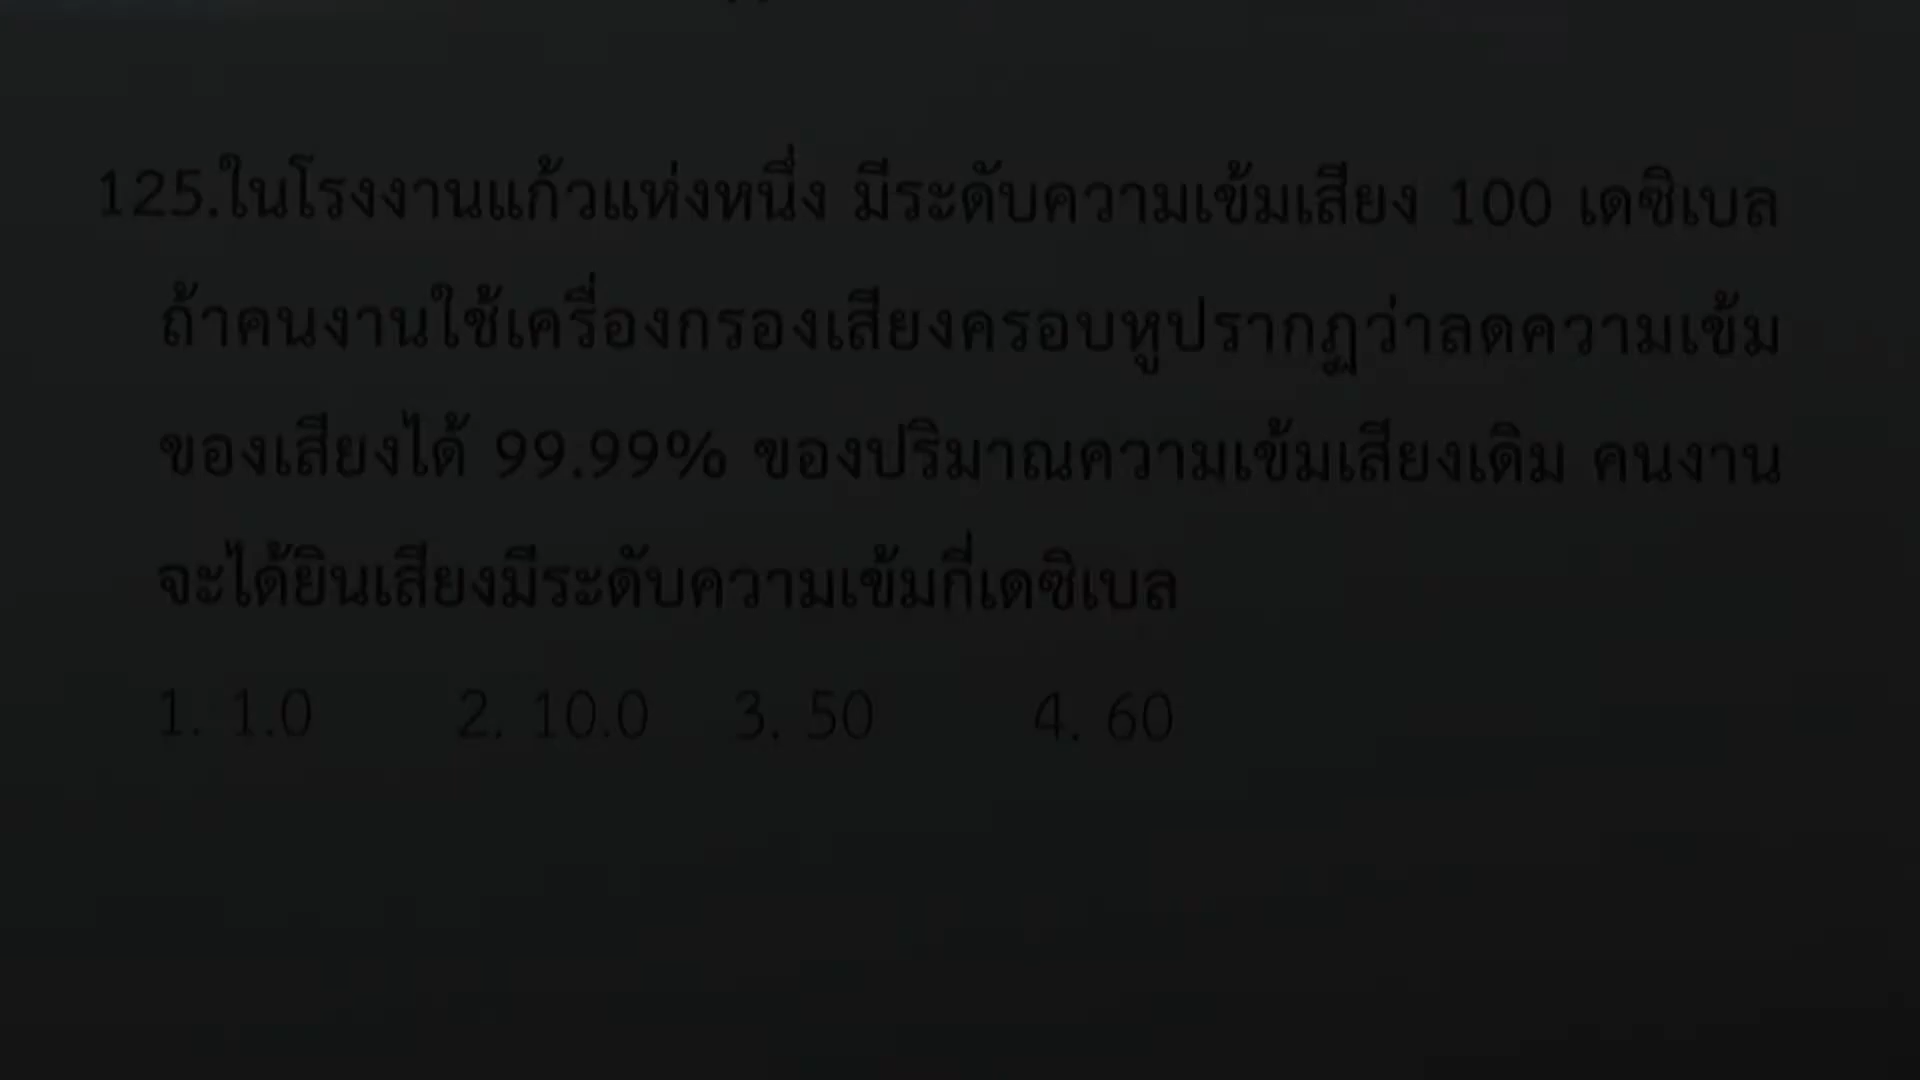 125.ในโรงงานแก้วแห่งหนึ่ง มีระดับความเข้มเสียง 100 เดซิเบล
ถ้าคนงานใช้เครื่องกรองเสียงครอบหูปรากฏว่าลดความเข้ม
ของเสียงได้ 99.99% ของปริมาณความเข้มเสียงเดิม คนงาน
จะได้ยินเสียงมีระดับความเข้มกี่เดซิเบล
1. 1.0 2. 10.0 3. 50 4. 60